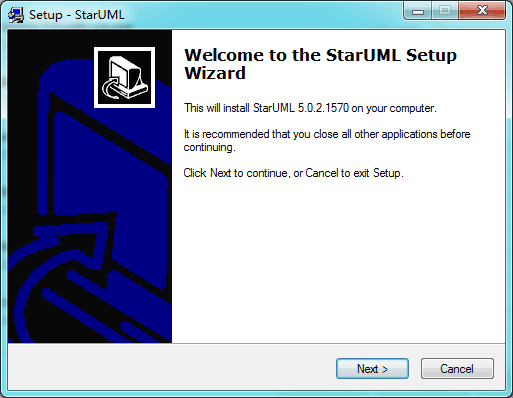 Setup - StarUML
Welcome to the StarUML Setup
Wizard
This will install StarUML 5.0.2.1570 on your computer.
It is recommended that you close all other applications before
continuing.
Click Next to continue, or Cancel to exit Setup.
Next >
Cancel